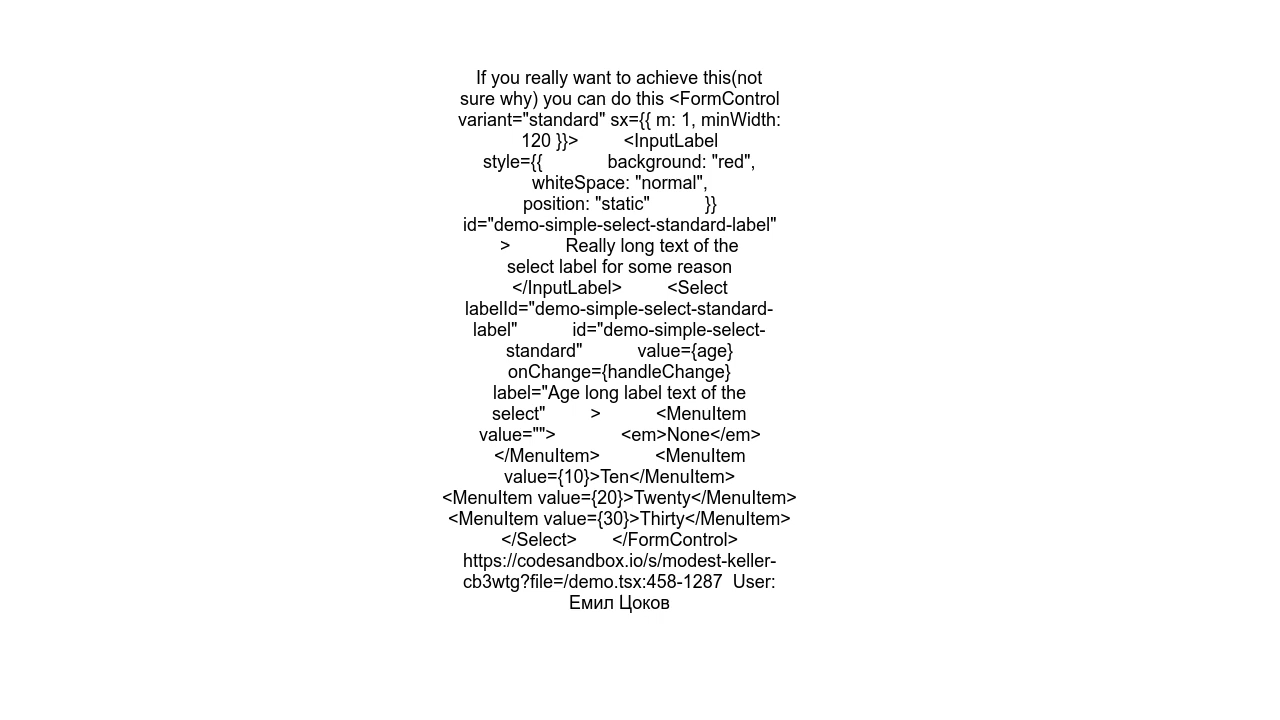 If you really want to achieve this(not
sure why) you can do this <FormControl
variant="standard" sx={{ m: 1, minWidth:
120 }}>         <InputLabel
style={{             background: "red",
whiteSpace: "normal",
position: "static"           }}
id="demo-simple-select-standard-label"
>           Really long text of the
select label for some reason
</InputLabel>         <Select
labelId="demo-simple-select-standard-
label"           id="demo-simple-select-
standard"           value={age}
onChange={handleChange}
label="Age long label text of the
select"         >           <MenuItem
value="">             <em>None</em>
</MenuItem>           <MenuItem
value={10}>Ten</MenuItem>
<MenuItem value={20}>Twenty</MenuItem>
<MenuItem value={30}>Thirty</MenuItem>
</Select>       </FormControl>
https://codesandbox.io/s/modest-keller-
cb3wtg?file=/demo.tsx:458-1287  User:
Емил Цоков